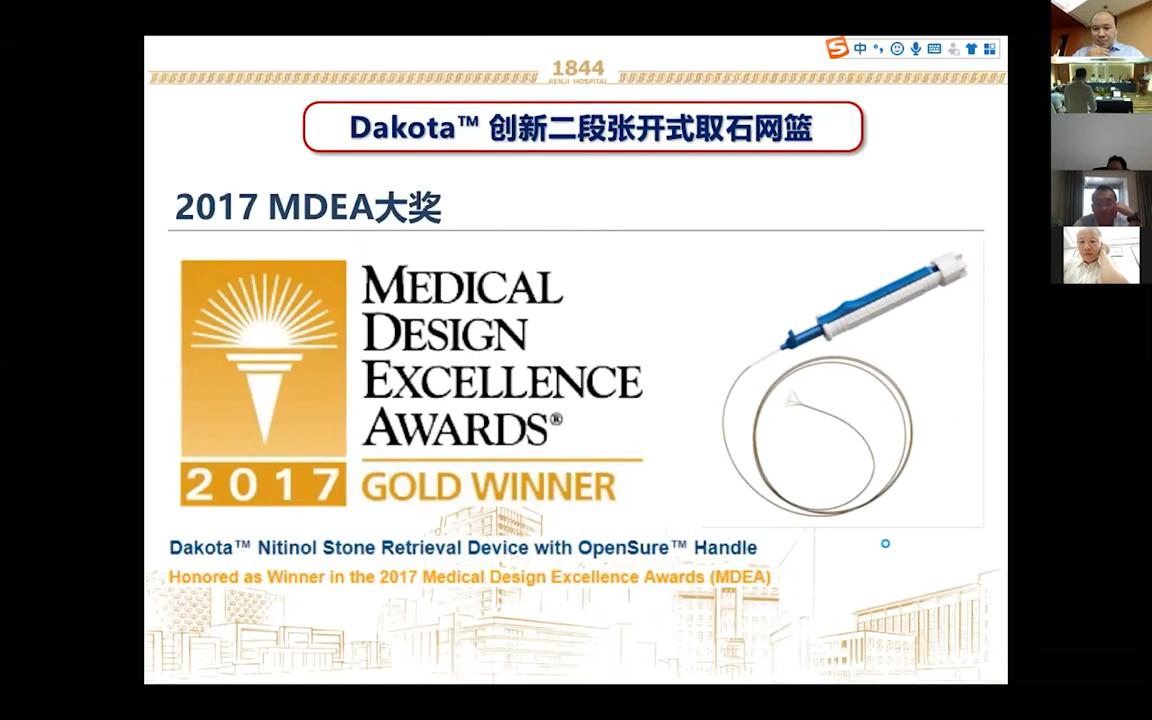 中
1844
RENJI HOSPITAL
Dakota™ 创新二段张开式取石网篮
2017 MDEA大奖
MEDICAL
DESIGN
EXCELLENCE
AWARDS®
2017 GOLD WINNER
Dakota™ Nitinol Stone Retrieval Device with OpenSure™ Handle
Honored as Winner in the 2017 Medical Design Excellence Awards (MDEA)